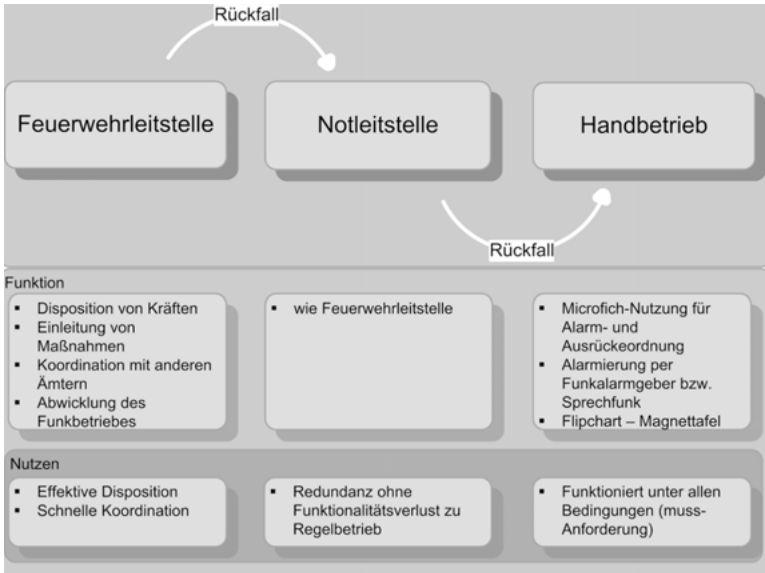 Rückfall
Feuerwehrleitstelle
Notleitstelle
Handbetrieb
Rückfall
Funktion
▪ Disposition von Kräften
▪ Einleitung von
Maßnahmen
▪ Koordination mit anderen
Ämtern
▪ Abwicklung des
Funkbetriebes
▪ wie Feuerwehrleitstelle
▪ Microfich-Nutzung für
Alarm- und
Ausrückeordnung
▪ Alarmierung per
Funkalarmgeber bzw.
Sprechfunk
▪ Flipchart – Magnettafel
Nutzen
▪ Effektive Disposition
▪ Schnelle Koordination
▪ Redundanz ohne
Funktionalitätsverlust zu
Regelbetrieb
▪ Funktioniert unter allen
Bedingungen (muss-
Anforderung)